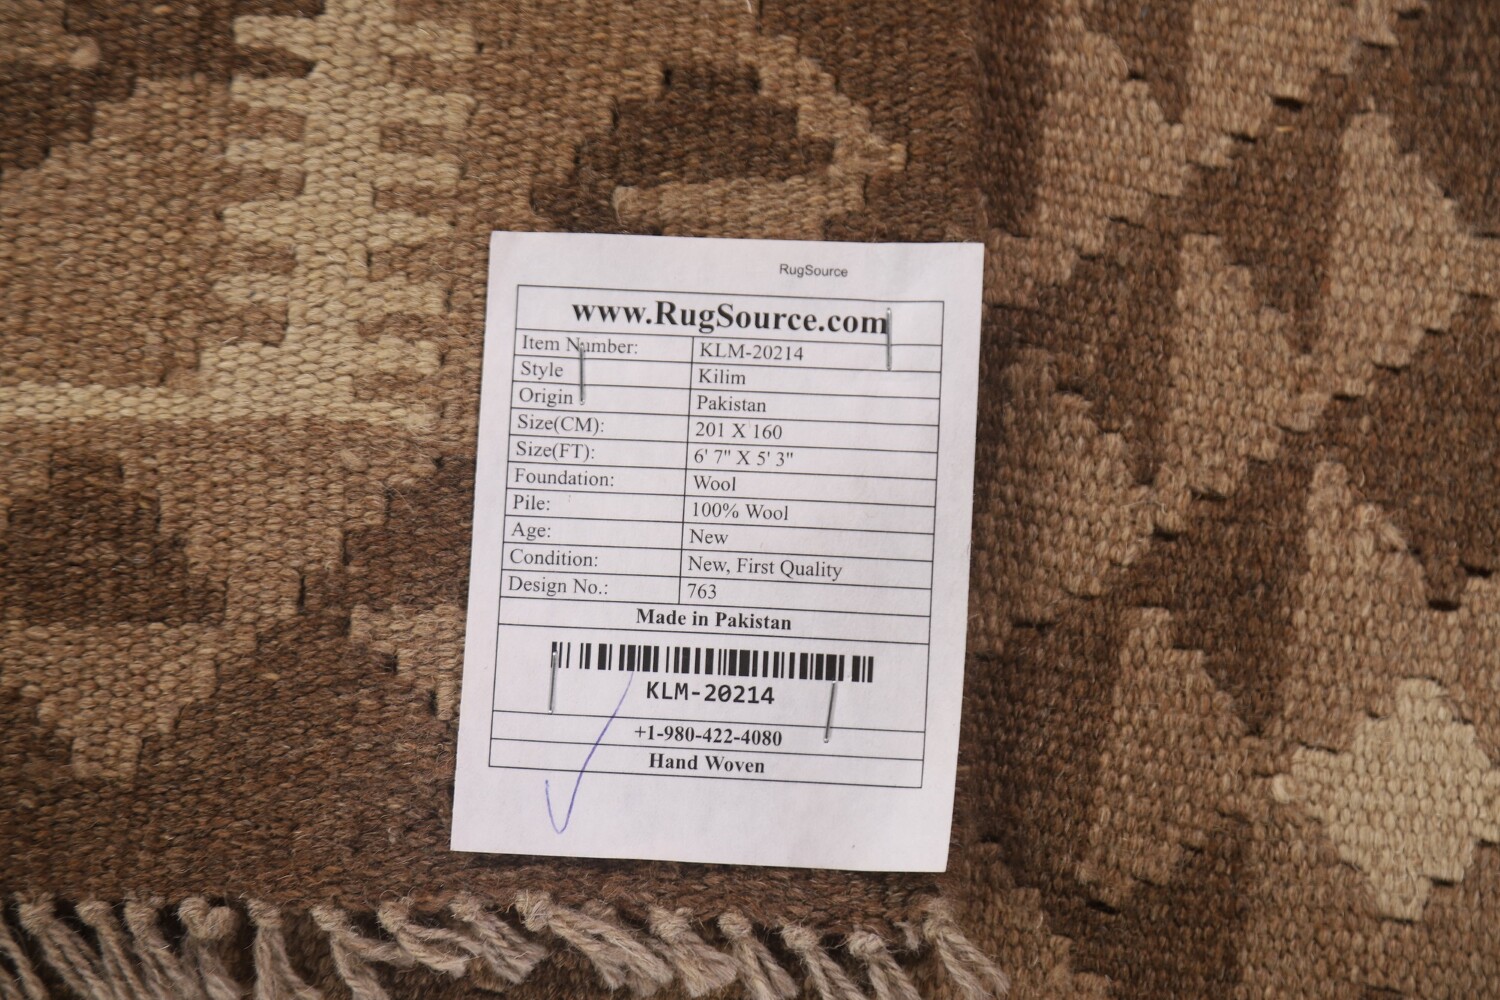 RugSource
www.RugSource.com
Item Number: KLM-20214
Style Kilim
Origin Pakistan
Size(CM): 201 X 160
Size(FT): 6' 7" X 5' 3"
Foundation: Wool
Pile: 100% Wool
Age: New
Condition: New, First Quality
Design No.: 763
Made in Pakistan
KLM-20214
+1-980-422-4080
Hand Woven